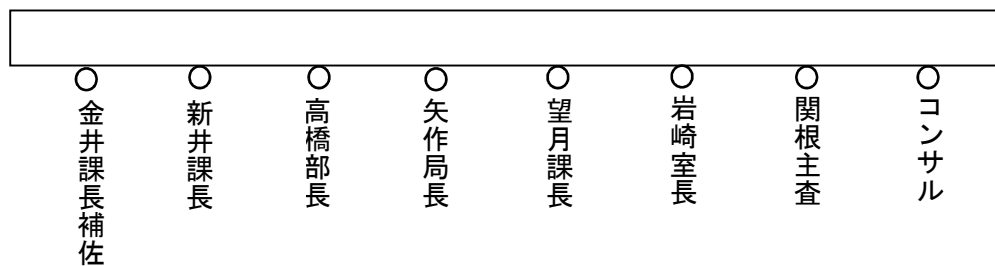 金井課長補佐
新井課長
高橋部長
矢作局長
望月課長
岩崎室長
関根主査
コンサル